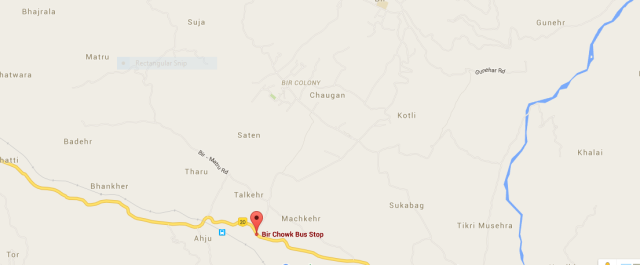 Bhajrala
Suja
Gunehr
Matru
Rectangular Snip
hatwara
Gunehar Rd
BIR COLONY
Chaugan
Kotli
Saten
Badehr
Khalai
Bir - Menu Rd
hatti
Tharu
Bhankher
Talkehr
Sukabag
Machkehr
20
Tikri Musehra
Bir Chowk Bus Stop
Ahju
Tor